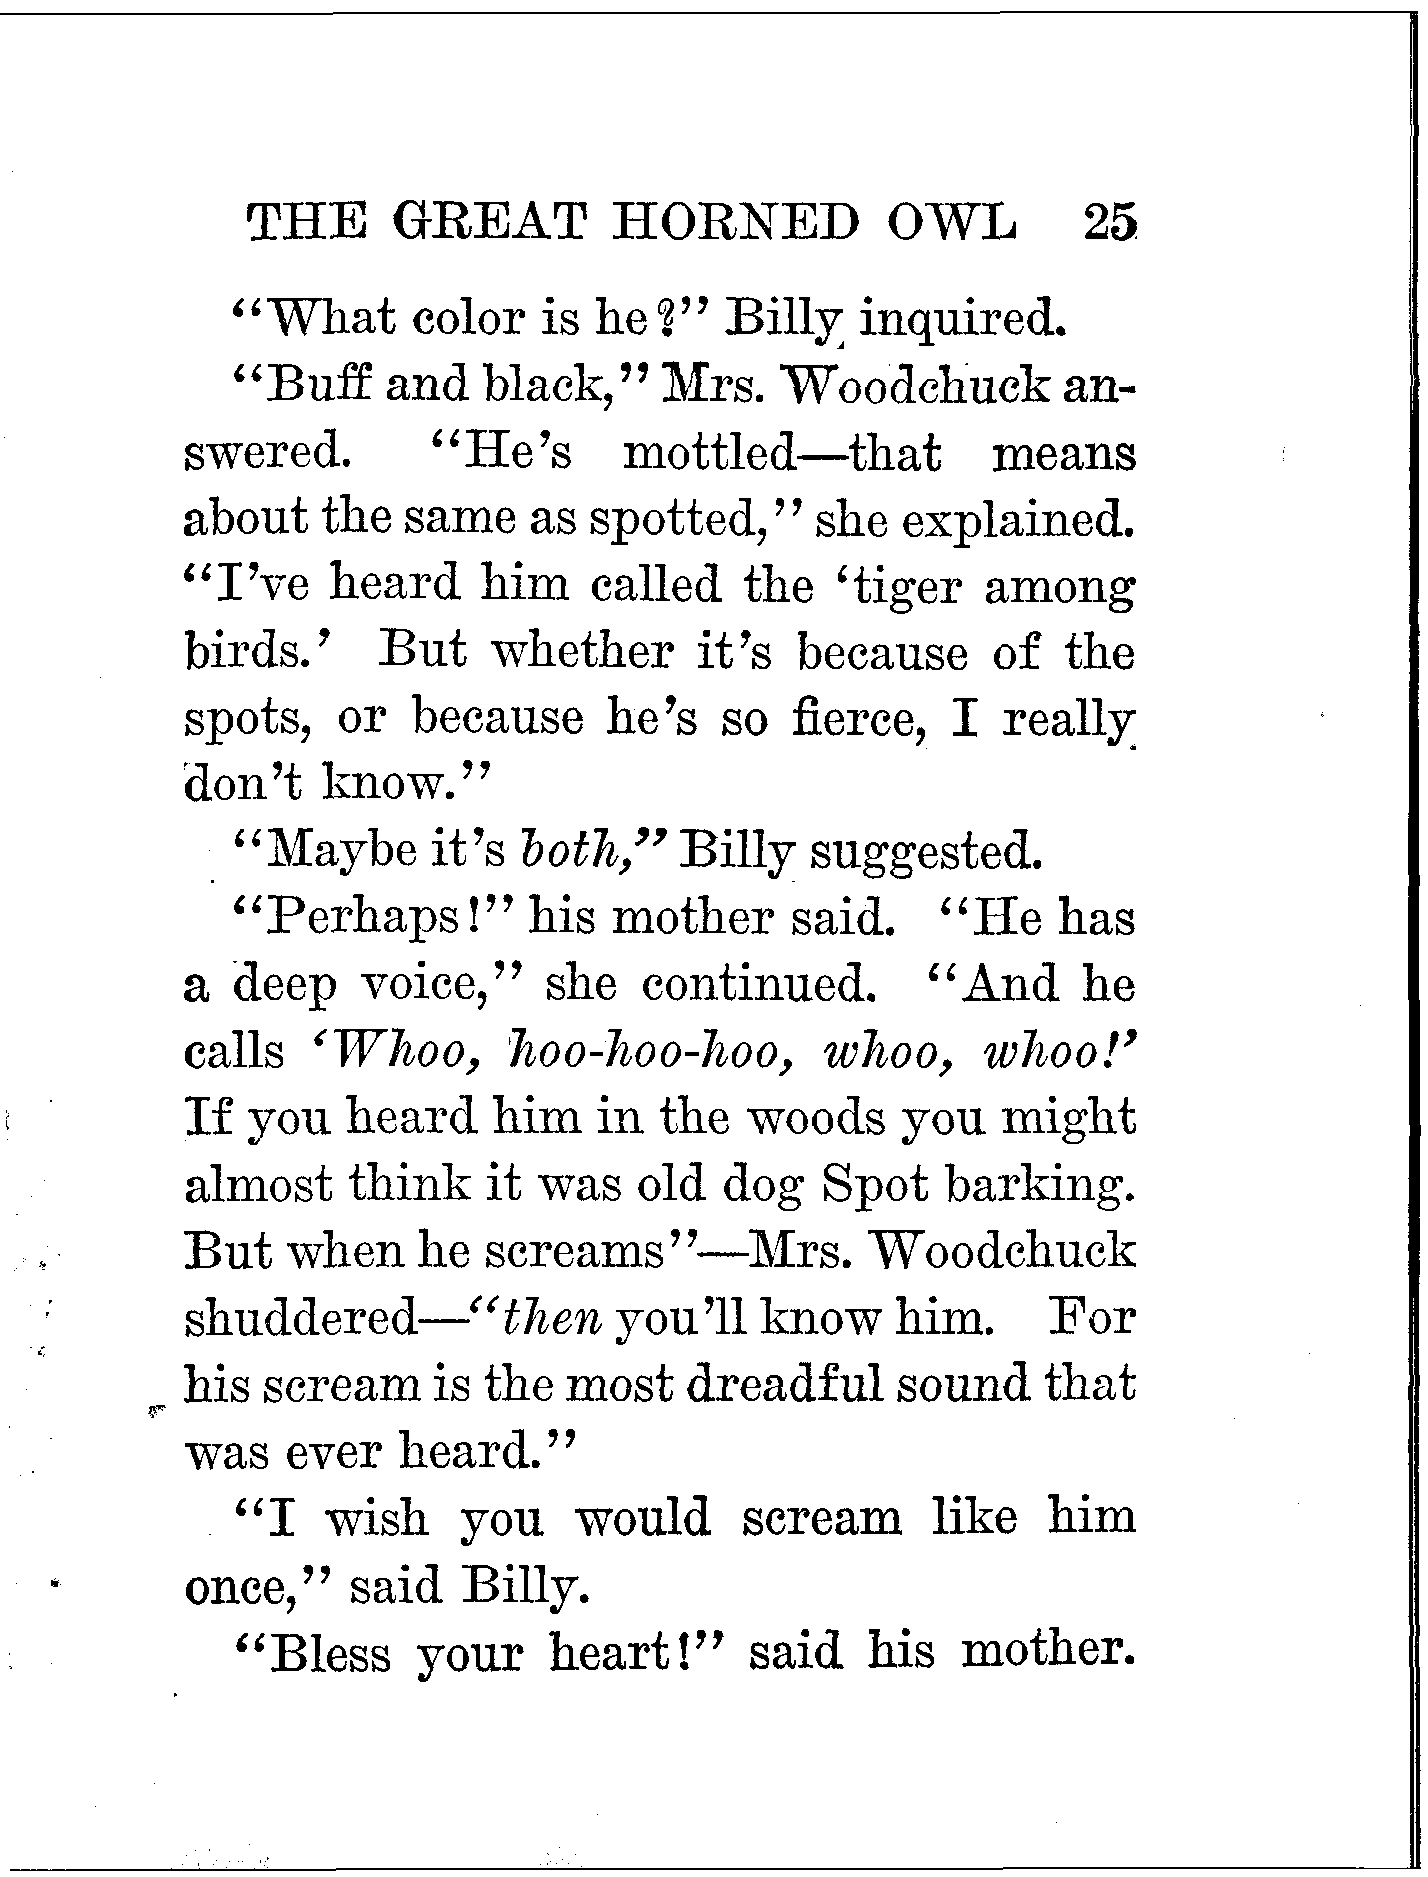 THE GREAT HORNED OWL 25
“What color is he?” Billy inquired.
“Buff and black,” Mrs. Woodchuck an-
swered. “He’s mottled—that means
about the same as spotted,” she explained.
“I’ve heard him called the ‘tiger among
birds.’ But whether it’s because of the
spots, or because he’s so fierce, I really
don’t know.”
“Maybe it’s both,” Billy suggested.
“Perhaps!” his mother said. “He has
a deep voice,” she continued. “And he
calls ‘Whoo, hoo-hoo-hoo, whoo, whoo!’
If you heard him in the woods you might
almost think it was old dog Spot barking.
But when he screams”—Mrs. Woodchuck
shuddered—“then you’ll know him. For
his scream is the most dreadful sound that
was ever heard.”
“I wish you would scream like him
once,” said Billy.
“Bless your heart!” said his mother.